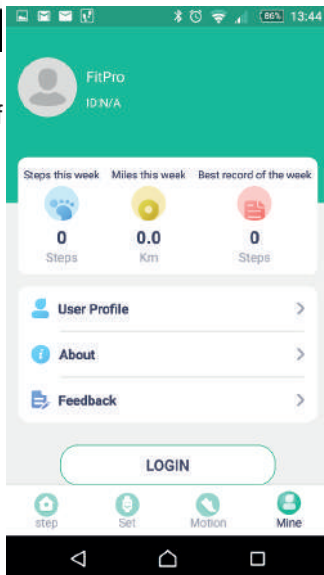 86% 13:44
FitPro
ID:N/A
Steps this week Miles this week Best record of the week
0 0.0 0
Steps Km Steps
User Profile
About
Feedback
LOGIN
step Set Motion Mine